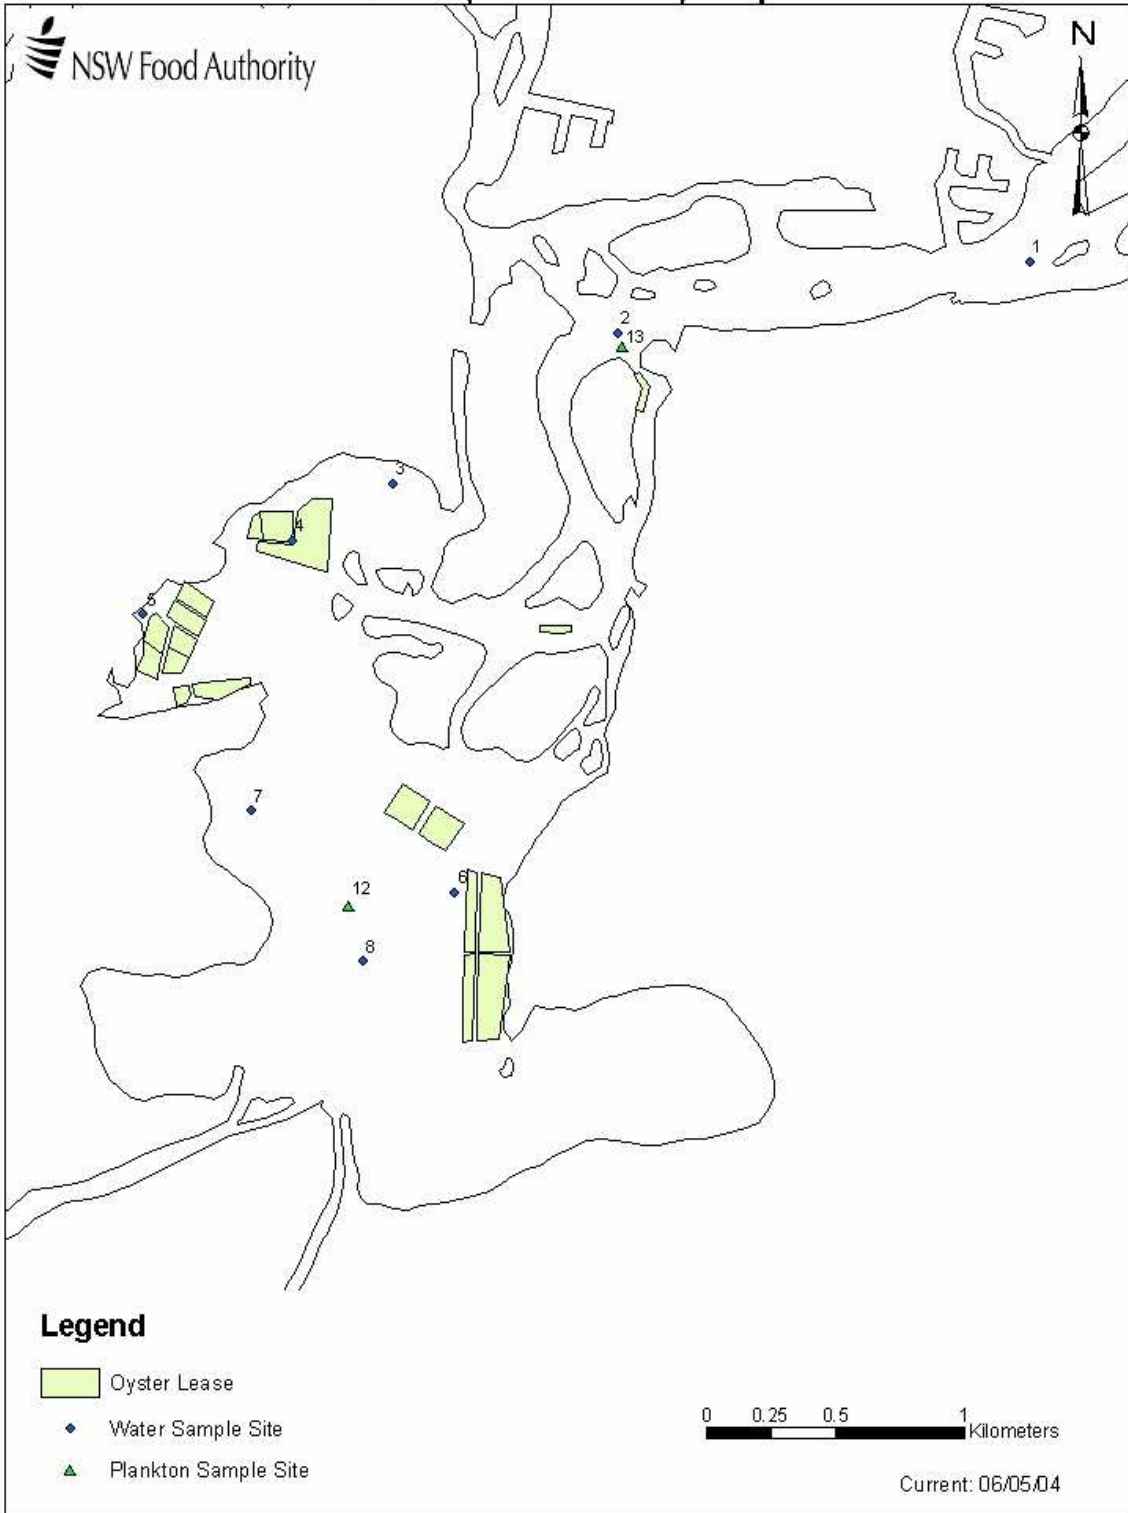 NSW Food Authority
N
1
2
13
3
4
5
7
6
12
8
Legend
Oyster Lease
Water Sample Site
Plankton Sample Site
0 0.25 0.5 1
Kilometers
Current: 06/05/04